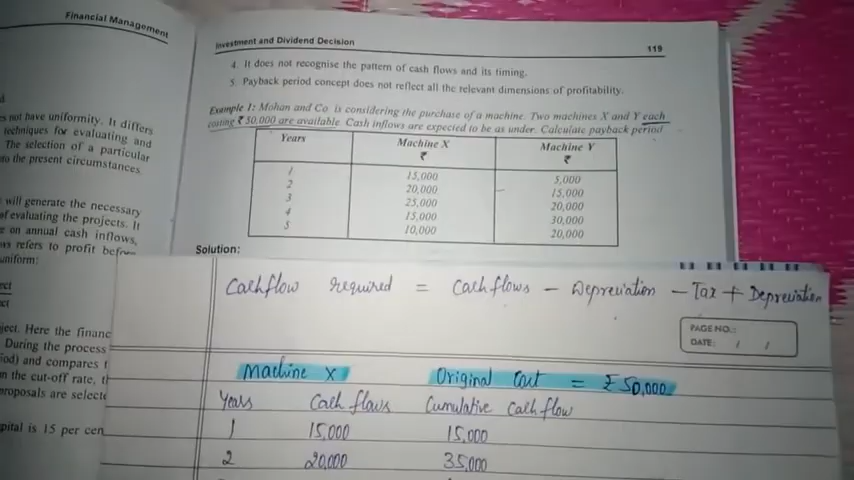 Financial Management
s not have uniformity. It differs
techniques for evaluating and
The selection of a particular
to the present circumstances
will generate the necessary
of evaluating the projects. It
on annual cash inflows,
refers to profit before
uniform:
ject. Here the financ
During the process
iod) and compares t
n the cut-off rate, t
proposals are selecte
pital is 15 per cen
Investment and Dividend Decision 119
4. It does not recognise the pattern of cash flows and its timing.
5. Payback period concept does not reflect all the relevant dimensions of profitability.
Example 1: Mohan and Co. is considering the purchase of a machine. Two machines X and Y each
costing ₹ 50,000 are available. Cash inflows are expected to be as under. Calculate payback period
Years Machine X Machine Y
₹ ₹
1 15,000 5,000
2 20,000 15,000
3 25,000 20,000
4 15,000 30,000
5 10,000 20,000
Solution:
Cashflow required = Cashflows - Depreciation - Tax + Depreciation
PAGE NO.:
DATE: / /
Machine X Original Cost = ₹50,000
Years Cash flows Cumulative Cashflow
1 15,000 15,000
2 20,000 35,000